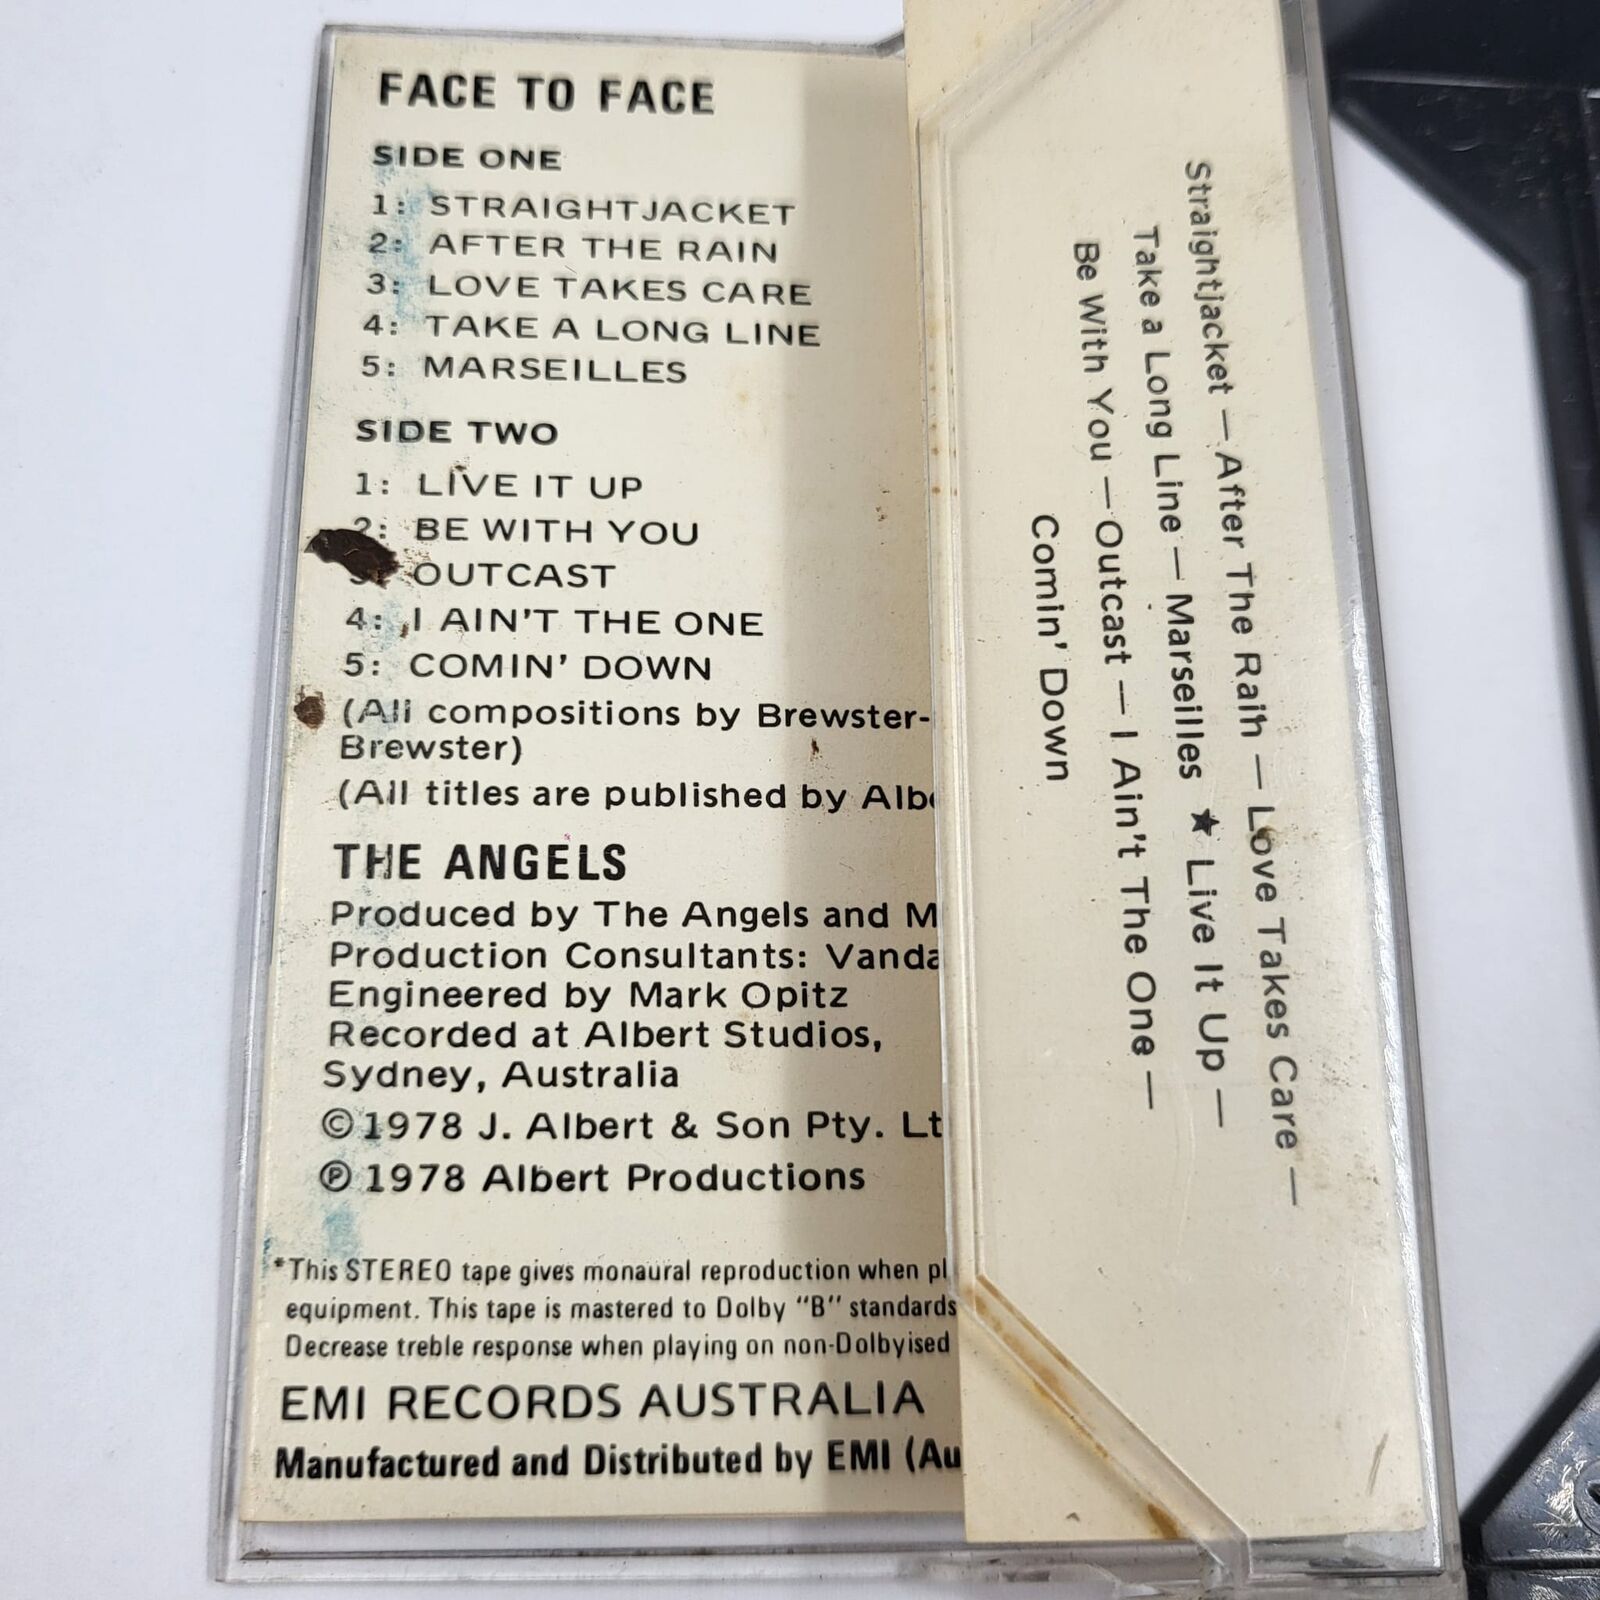 FACE TO FACE
SIDE ONE
1: STRAIGHTJACKET
2: AFTER THE RAIN
3: LOVE TAKES CARE
4: TAKE A LONG LINE
5: MARSEILLES
SIDE TWO
1: LIVE IT UP
2: BE WITH YOU
3: OUTCAST
4: I AIN'T THE ONE
5: COMIN' DOWN
(All compositions by Brewster-
Brewster)
(All titles are published by
THE ANGELS
Produced by The Angels and
Production Consultants: Vanda
Engineered by Mark Opitz
Recorded at Albert Studios,
Sydney, Australia
©1978 J. Albert & Son Pty.
℗ 1978 Albert Productions
*This STEREO tape gives monaural reproduction when
equipment. This tape is mastered to Dolby "B" standards
Decrease treble response when playing on non-Dolbyised
EMI RECORDS AUSTRALIA
Manufactured and Distributed by EMI
Straightjacket — After The Rain — Love Takes Care —
Take a Long Line — Marseilles ★ Live It Up —
Be With You — Outcast — I Ain't The One —
Comin' Down